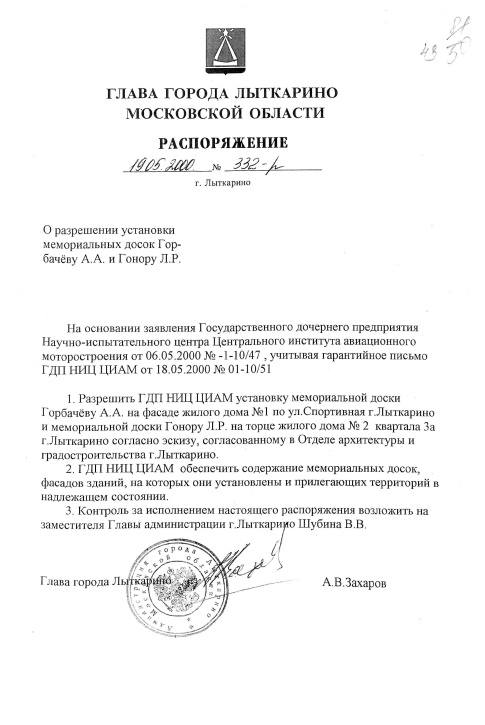 ГЛАВА ГОРОДА ЛЫТКАРИНО
МОСКОВСКОЙ ОБЛАСТИ
РАСПОРЯЖЕНИЕ
19.05.2000. № 332-р
г. Лыткарино
О разрешении установки
мемориальных досок Гор-
бачёву А.А. и Гонору Л.Р.
На основании заявления Государственного дочернего предприятия
Научно-испытательного центра Центрального института авиационного
моторостроения от 06.05.2000 № -1-10/47 , учитывая гарантийное письмо
ГДП НИЦ ЦИАМ от 18.05.2000 № 01-10/51
1. Разрешить ГДП НИЦ ЦИАМ установку мемориальной доски
Горбачёву А.А. на фасаде жилого дома №1 по ул.Спортивная г.Лыткарино
и мемориальной доски Гонору Л.Р. на торце жилого дома № 2 квартала 3а
г.Лыткарино согласно эскизу, согласованному в Отделе архитектуры и
градостроительства г.Лыткарино.
2. ГДП НИЦ ЦИАМ обеспечить содержание мемориальных досок,
фасадов зданий, на которых они установлены и прилегающих территорий в
надлежащем состоянии.
3. Контроль за исполнением настоящего распоряжения возложить на
заместителя Главы администрации г.Лыткарино Шубина В.В.
Глава города Лыткарино А.В.Захаров
Администрация города Лыткарино
Московской области